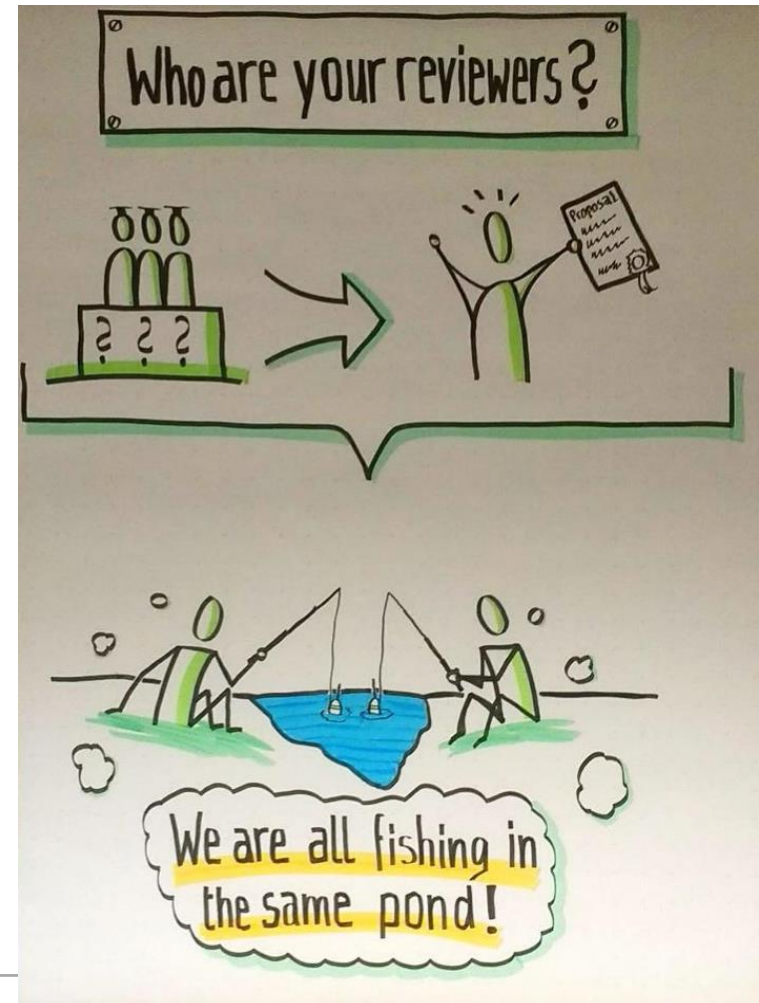 Who are your reviewers?
Proposal
? ? ?
We are all fishing in
the same pond!